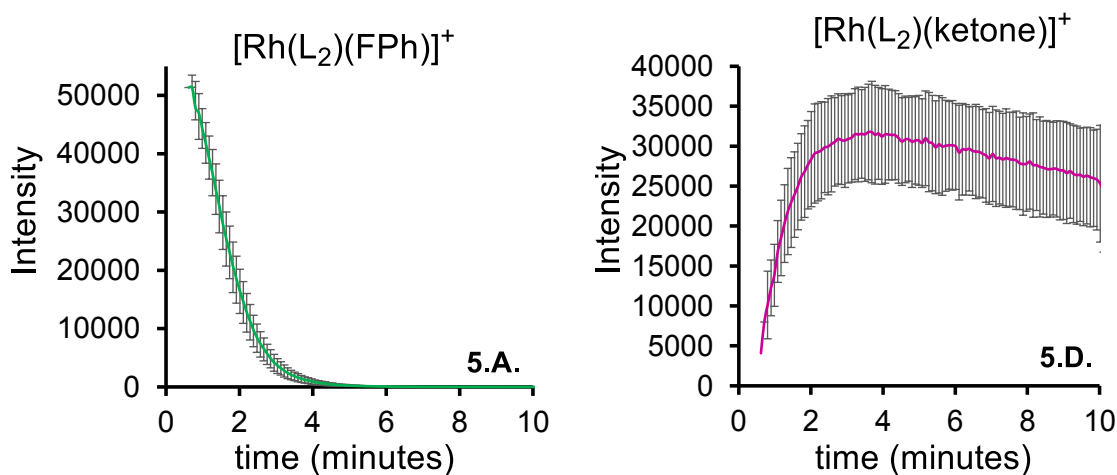 [Rh(L₂)(FPh)]⁺
50000
40000
30000
20000
10000
0
Intensity
0 2 4 6 8 10
time (minutes)
5.A.
[Rh(L₂)(ketone)]⁺
40000
35000
30000
25000
20000
15000
10000
5000
0
Intensity
0 2 4 6 8 10
time (minutes)
5.D.